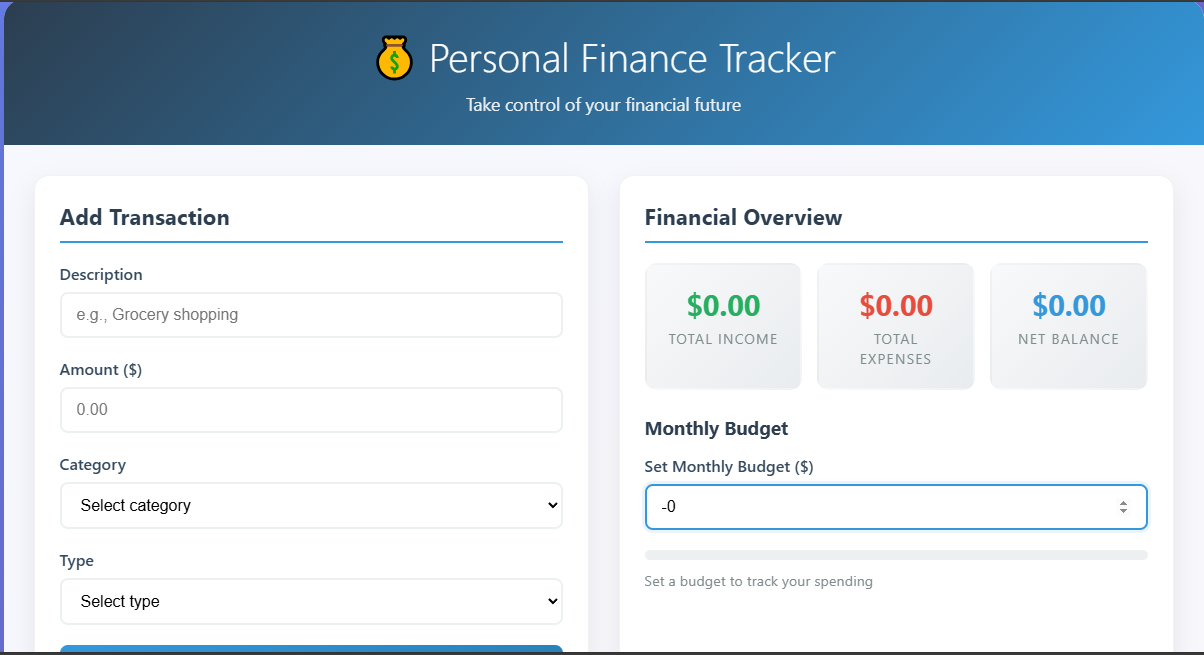 Personal Finance Tracker
Take control of your financial future
Add Transaction
Description
e.g., Grocery shopping
Amount ($)
0.00
Category
Select category
Type
Select type
Financial Overview
$0.00
TOTAL INCOME
$0.00
TOTAL
EXPENSES
$0.00
NET BALANCE
Monthly Budget
Set Monthly Budget ($)
-0
Set a budget to track your spending